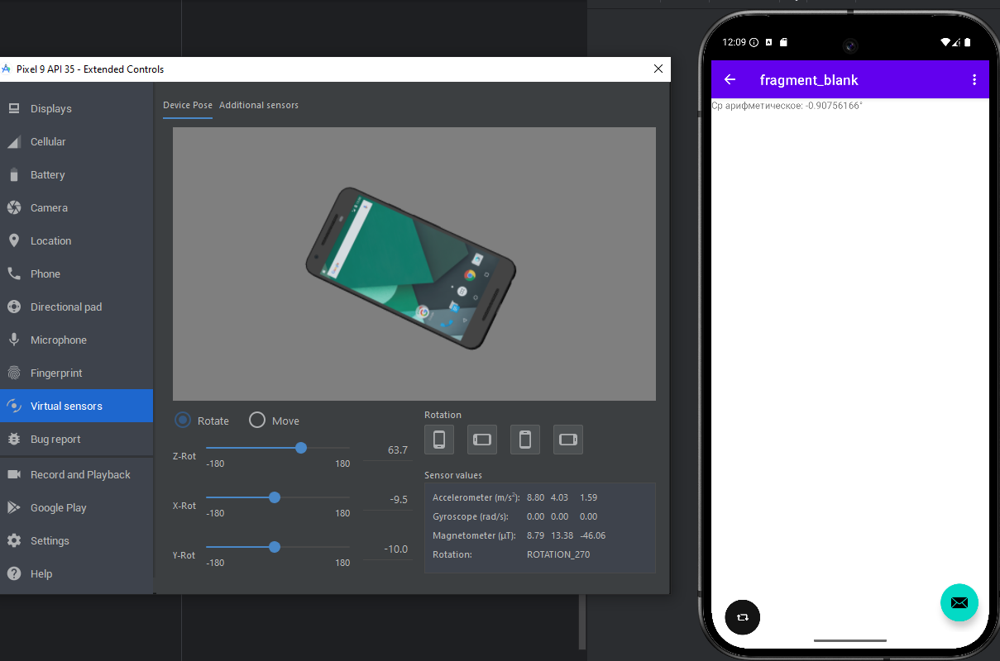 Pixel 9 API 35 - Extended Controls
Displays
Cellular
Battery
Camera
Location
Phone
Directional pad
Microphone
Fingerprint
Virtual sensors
Bug report
Record and Playback
Google Play
Settings
Help
Device Pose Additional sensors
Rotate Move
Z-Rot
-180 180
63.7
X-Rot
-180 180
-9.5
Y-Rot
-180 180
-10.0
Rotation
Sensor values
Accelerometer (m/s²): 8.80 4.03 1.59
Gyroscope (rad/s): 0.00 0.00 0.00
Magnetometer (μT): 8.79 13.38 -46.06
Rotation: ROTATION_270
12:09
fragment_blank
Ср арифметическое: -0.90756166°